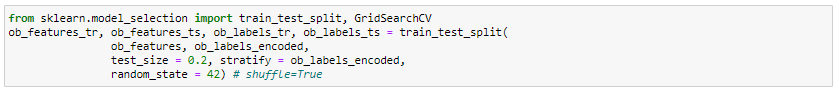 from sklearn.model_selection import train_test_split, GridSearchCV
ob_features_tr, ob_features_ts, ob_labels_tr, ob_labels_ts = train_test_split(
ob_features, ob_labels_encoded,
test_size = 0.2, stratify = ob_labels_encoded,
random_state = 42) # shuffle=True